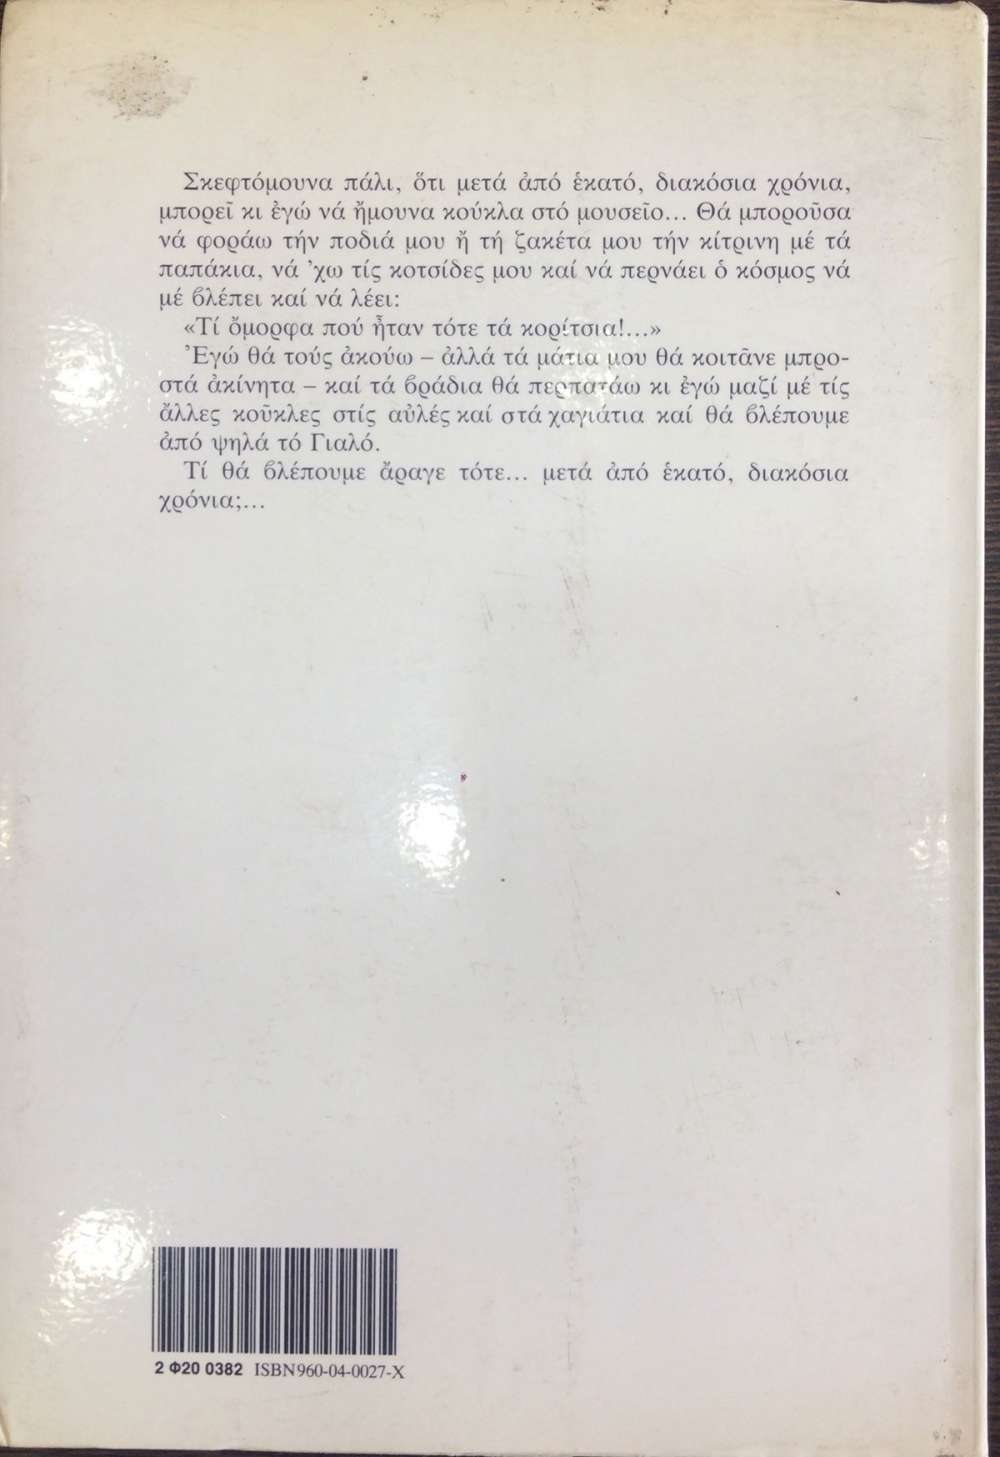 Σκεφτόμουνα πάλι, ὅτι μετά ἀπό ἑκατό, διακόσια χρόνια,
μπορεῖ κι ἐγώ νά ἤμουνα κούκλα στό μουσεῖο... Θά μποροῦσα
νά φοράω τήν ποδιά μου ἤ τή ζακέτα μου τήν κίτρινη μέ τά
παπάκια, νά ’χω τίς κοτσίδες μου καί νά περνάει ὁ κόσμος νά
μέ βλέπει καί νά λέει:
«Τί ὄμορφα πού ἦταν τότε τά κορίτσια!...»
Ἐγώ θά τούς ἀκούω – ἀλλά τά μάτια μου θά κοιτᾶνε μπρο-
στά ἀκίνητα – καί τά βράδια θά περπατάω κι ἐγώ μαζί μέ τίς
ἄλλες κοῦκλες στίς αὐλές καί στά χαγιάτια καί θά βλέπουμε
ἀπό ψηλά τό Γιαλό.
Τί θά βλέπουμε ἄραγε τότε... μετά ἀπό ἑκατό, διακόσια
χρόνια;...
2 Φ20 0382 ISBN 960-04-0027-X